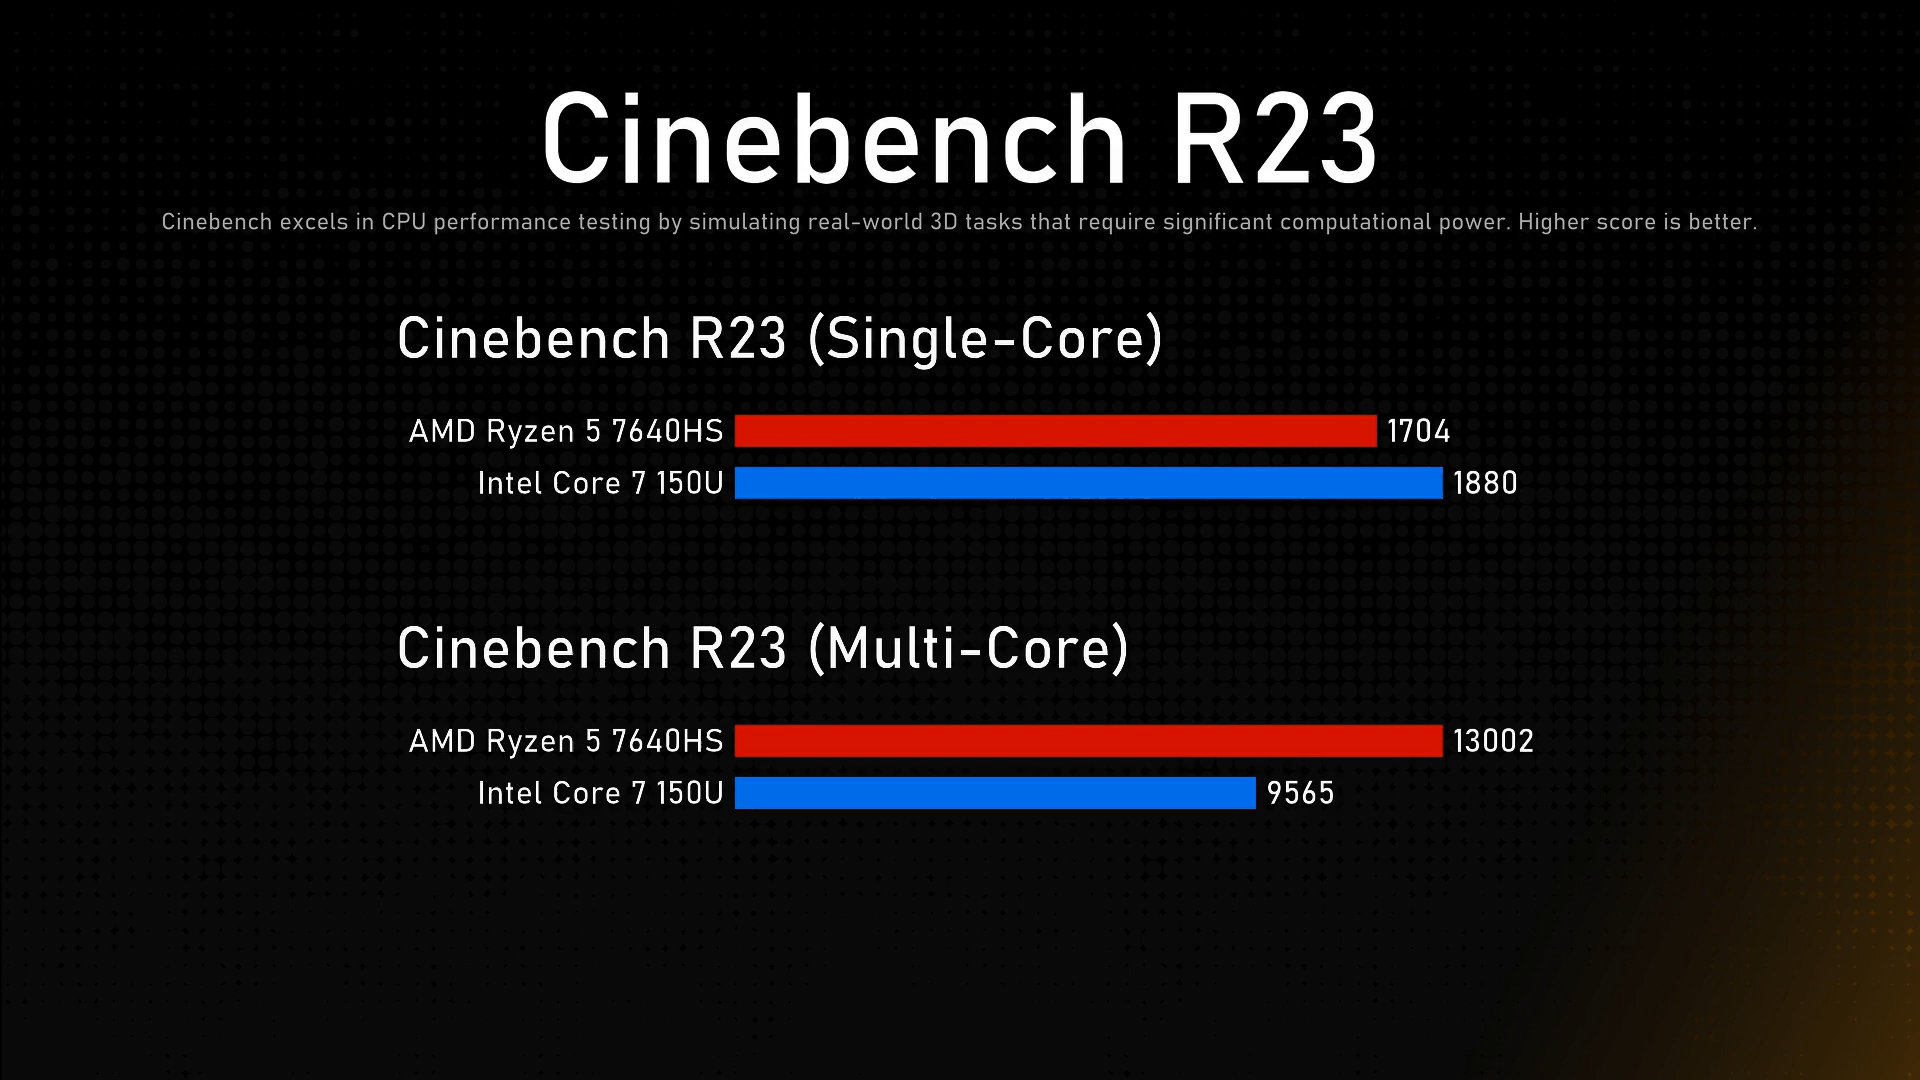 Cinebench R23
Cinebench excels in CPU performance testing by simulating real-world 3D tasks that require significant computational power. Higher score is better.
Cinebench R23 (Single-Core)
AMD Ryzen 5 7640HS 1704
Intel Core 7 150U 1880
Cinebench R23 (Multi-Core)
AMD Ryzen 5 7640HS 13002
Intel Core 7 150U 9565